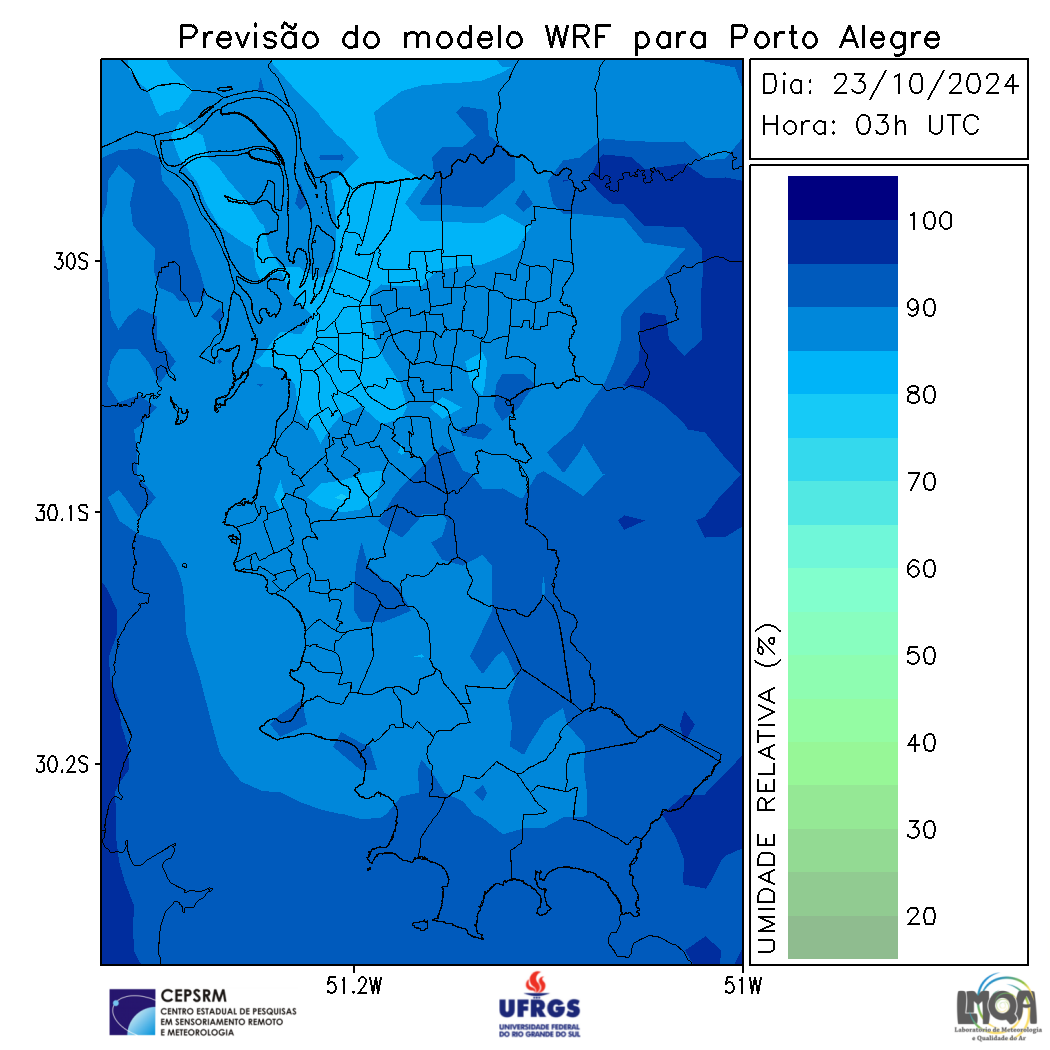 Previsão do modelo WRF para Porto Alegre
Dia: 23/10/2024
Hora: 03h UTC
30S
30.1S
30.2S
51.2W
51W
UMIDADE RELATIVA (%)
100
90
80
70
60
50
40
30
20
CEPSRM
CENTRO ESTADUAL DE PESQUISAS
EM SENSORIAMENTO REMOTO
E METEOROLOGIA
UFRGS
UNIVERSIDADE FEDERAL
DO RIO GRANDE DO SUL
LMQA
Laboratório de Meteorologia
e Qualidade do Ar